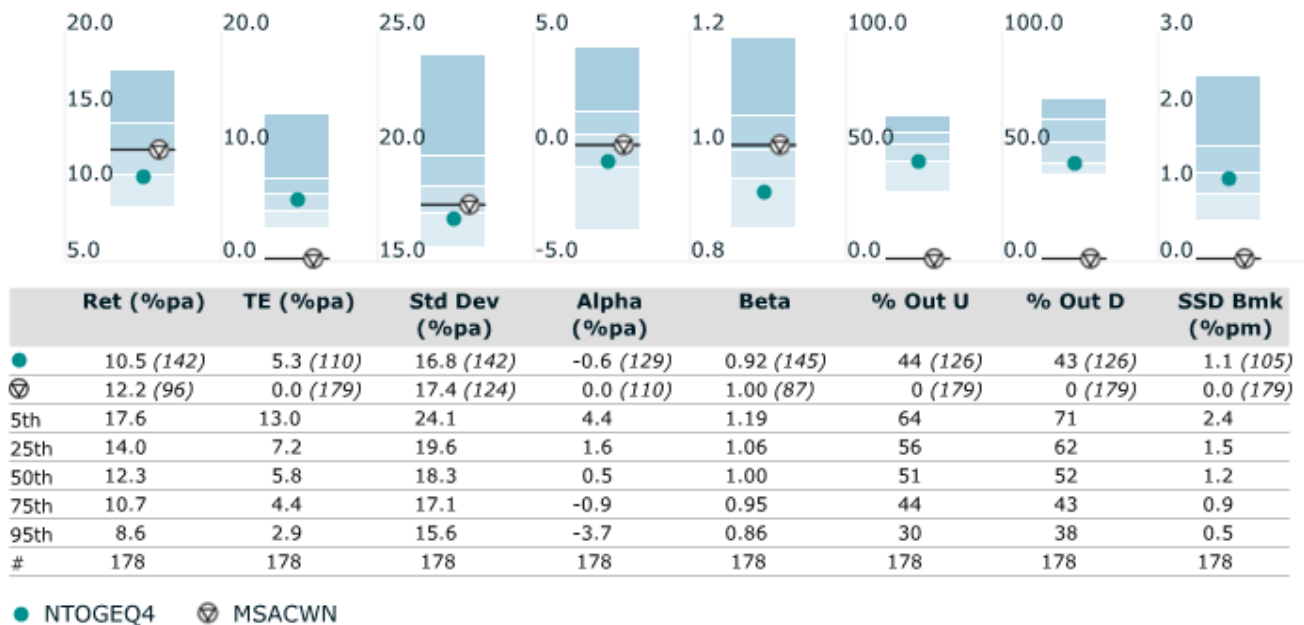 20.0 20.0 25.0 5.0 1.2 100.0 100.0 3.0
15.0 2.0
10.0 20.0 0.0 1.0 50.0 50.0
10.0 1.0
5.0 0.0 15.0 -5.0 0.8 0.0 0.0 0.0
Ret (%pa) TE (%pa) Std Dev (%pa) Alpha (%pa) Beta % Out U % Out D SSD Bmk (%pm)
10.5 (142) 5.3 (110) 16.8 (142) -0.6 (129) 0.92 (145) 44 (126) 43 (126) 1.1 (105)
12.2 (96) 0.0 (179) 17.4 (124) 0.0 (110) 1.00 (87) 0 (179) 0 (179) 0.0 (179)
5th 17.6 13.0 24.1 4.4 1.19 64 71 2.4
25th 14.0 7.2 19.6 1.6 1.06 56 62 1.5
50th 12.3 5.8 18.3 0.5 1.00 51 52 1.2
75th 10.7 4.4 17.1 -0.9 0.95 44 43 0.9
95th 8.6 2.9 15.6 -3.7 0.86 30 38 0.5
# 178 178 178 178 178 178 178 178
NTOGEQ4 MSACWN